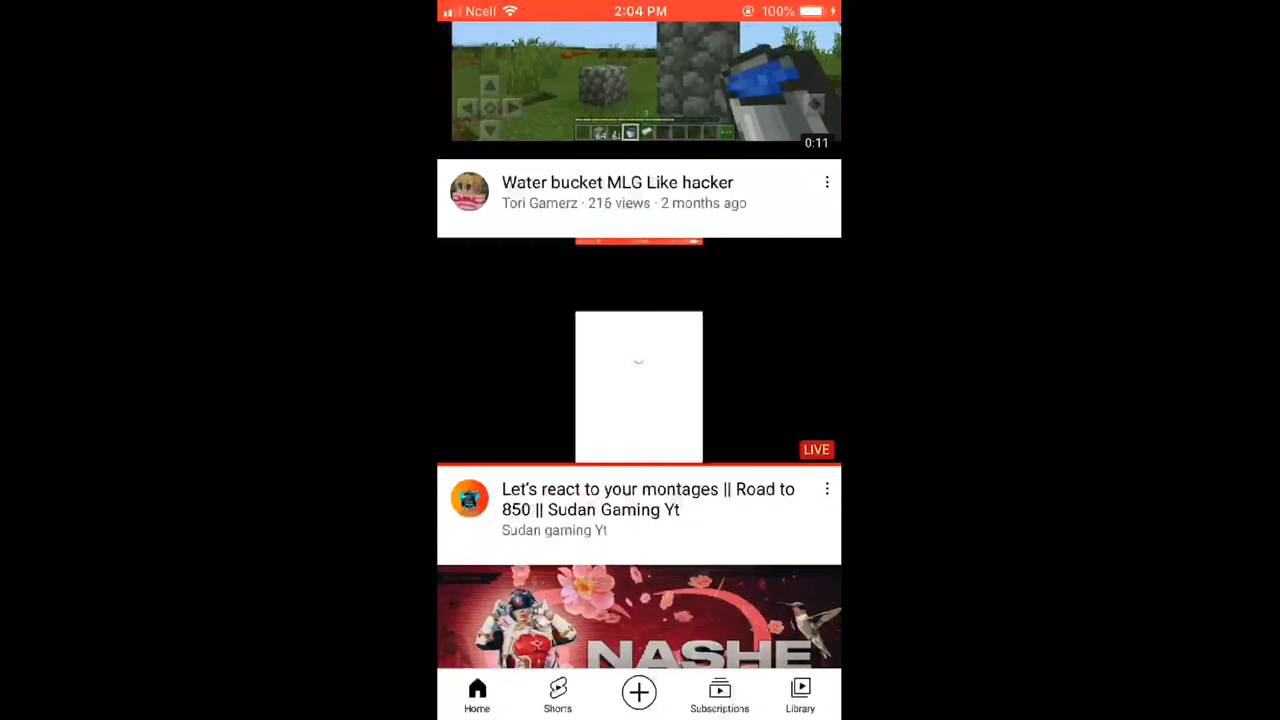 Ncell 2:04 PM 100%
64 61
0:11
Water bucket MLG Like hacker
Tori Gamerz · 216 views · 2 months ago
LIVE
Let's react to your montages || Road to
850 || Sudan Gaming Yt
Sudan gaming Yt
NASHE
Home Shorts Subscriptions Library